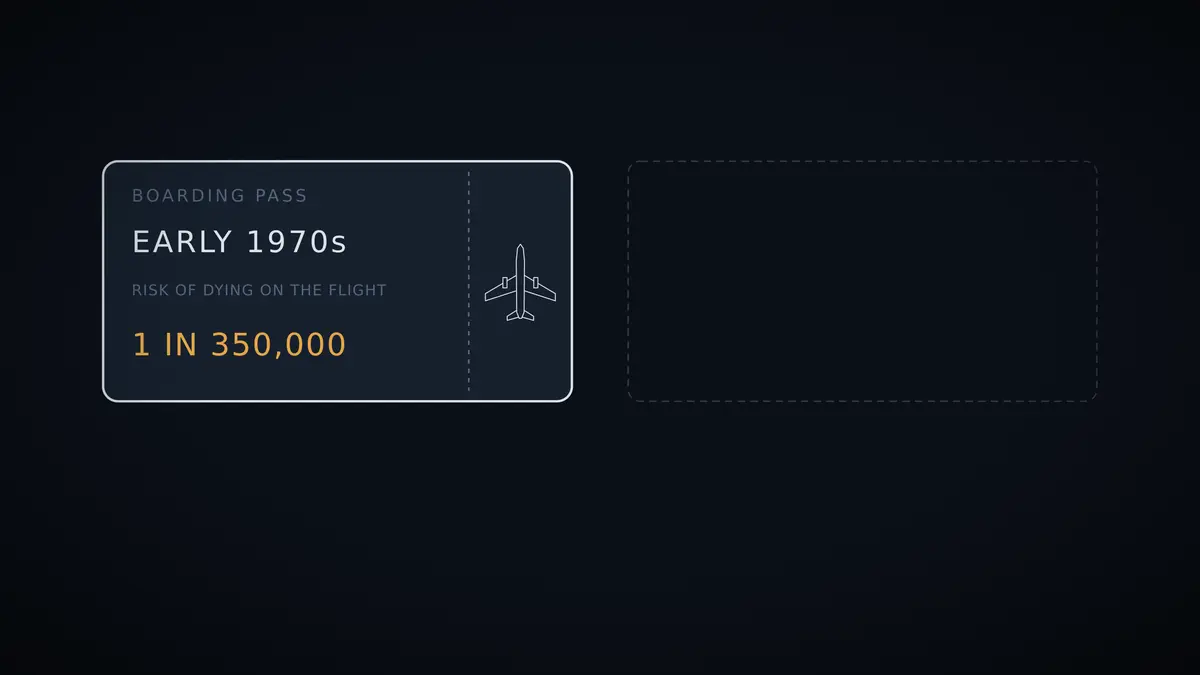 BOARDING PASS
EARLY 1970s
RISK OF DYING ON THE FLIGHT
1 IN 350,000